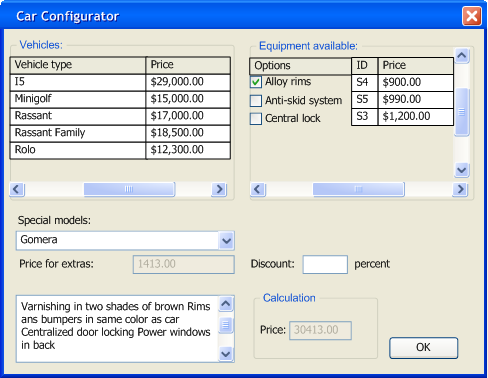 Car Configurator
Vehicles:
Vehicle type Price
I5 $29,000.00
Minigolf $15,000.00
Rassant $17,000.00
Rassant Family $18,500.00
Rolo $12,300.00
Equipment available:
Options ID Price
Alloy rims S4 $900.00
Anti-skid system S5 $990.00
Central lock S3 $1,200.00
Special models:
Gomera
Price for extras: 1413.00
Discount: percent
Varnishing in two shades of brown Rims
ans bumpers in same color as car
Centralized door locking Power windows
in back
Calculation
Price: 30413.00
OK